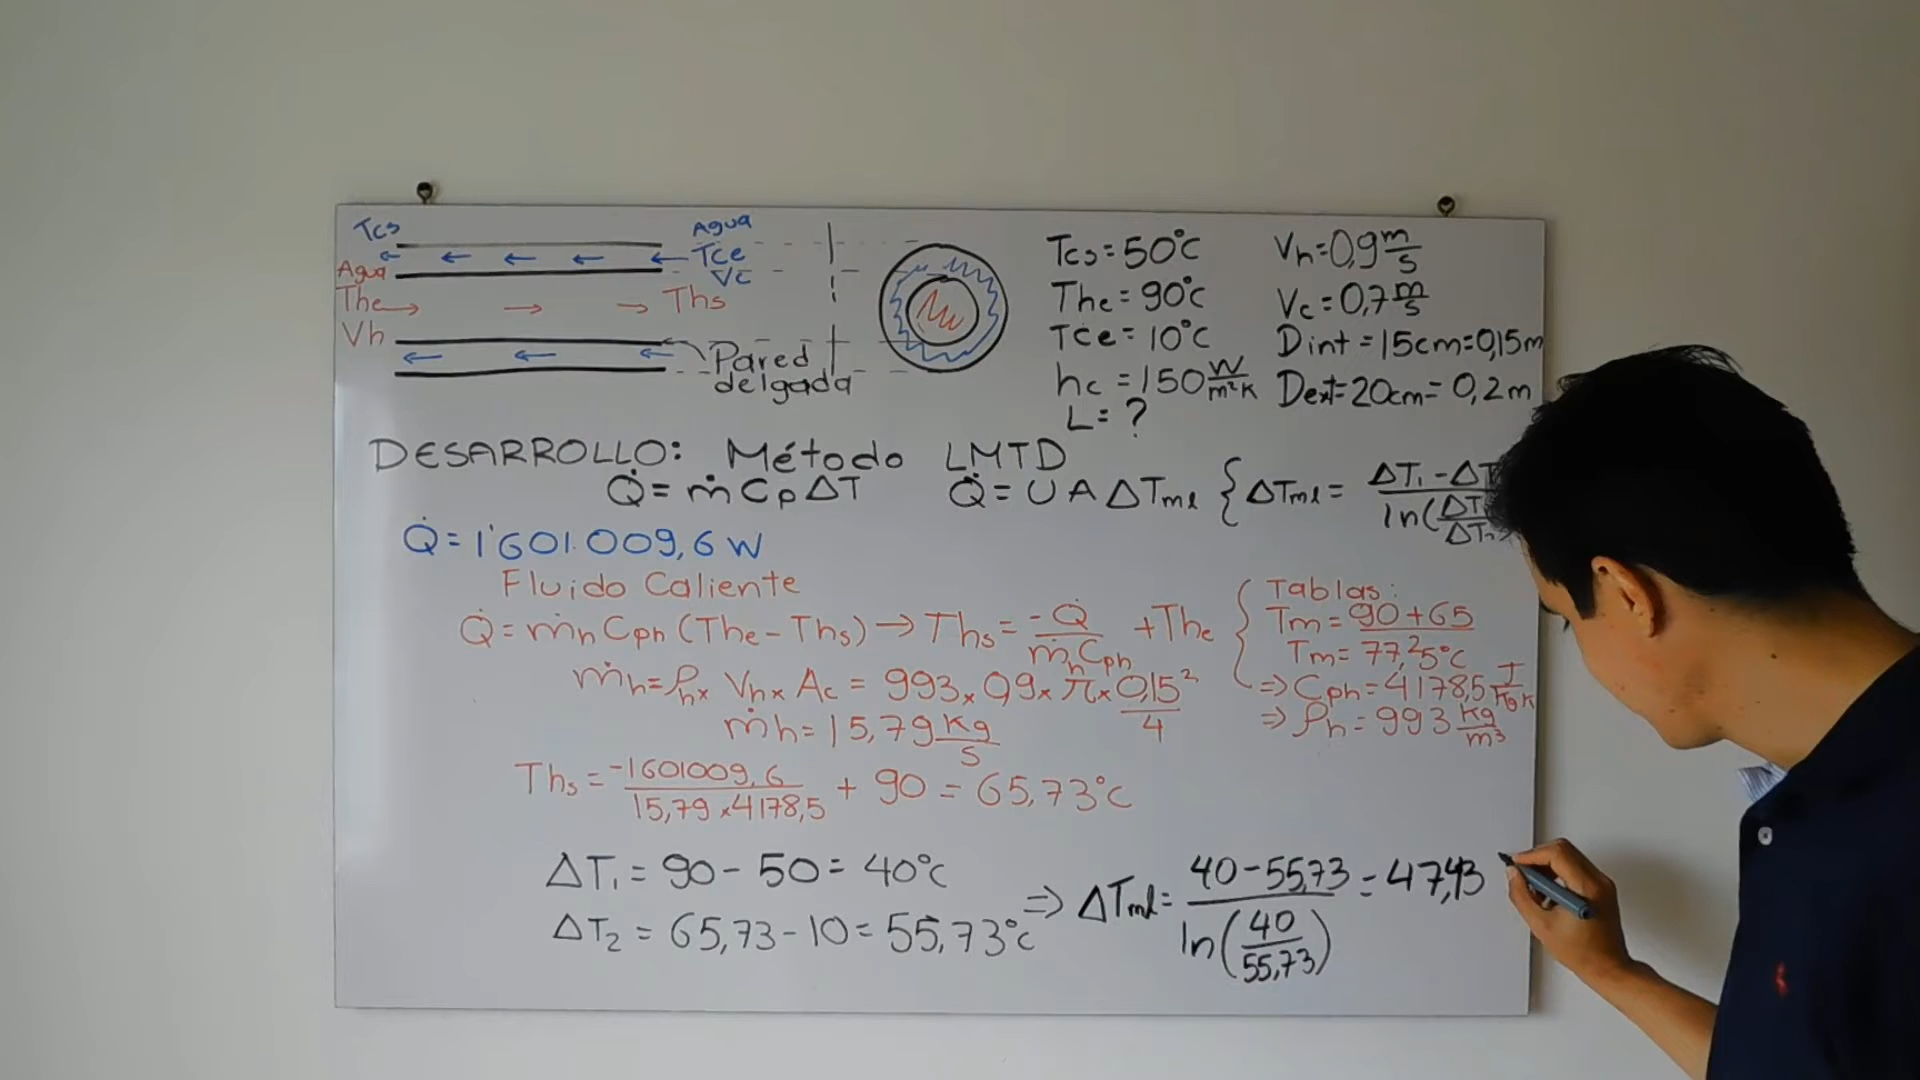 Tcs
Agua
Tce
Vc
Agua
The
Ths
Vh
Pared
delgada
Tcs = 50°C
The = 90°C
Tce = 10°C
hc = 150 W/m²K
L = ?
Vh = 0,9 m/s
Vc = 0,7 m/s
Dint = 15cm = 0,15m
Dext = 20cm = 0,2m
DESARROLLO: Método LMTD
Q̇ = ṁ Cp ΔT Q̇ = U A ΔTml { ΔTml = ΔT₁ - ΔT / ln(ΔT / ΔT
Q̇ = 1'601.009,6 W
Fluido Caliente
Q̇ = ṁh Cph (The - Ths) → Ths = -Q̇ / ṁh Cph + The
ṁh = ρh × Vh × Ac = 993 × 0,9 × π × 0,15² / 4
ṁh = 15,79 Kg/s
Tablas:
Tm = 90 + 65
Tm = 77,25°C
⇒ Cph = 4178,5 J/Kg K
⇒ ρh = 993 kg/m³
Ths = -1601009,6 / 15,79 × 4178,5 + 90 = 65,73°C
ΔT₁ = 90 - 50 = 40°C
ΔT₂ = 65,73 - 10 = 55,73°C
⇒ ΔTml = 40 - 55,73 / ln(40 / 55,73) = 47,43